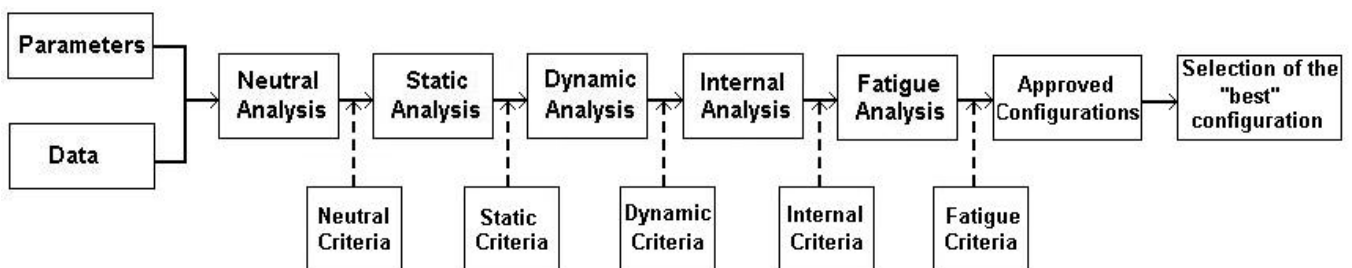 Parameters
Data
Neutral
Analysis
Static
Analysis
Dynamic
Analysis
Internal
Analysis
Fatigue
Analysis
Approved
Configurations
Selection of the
"best"
configuration
Neutral
Criteria
Static
Criteria
Dynamic
Criteria
Internal
Criteria
Fatigue
Criteria